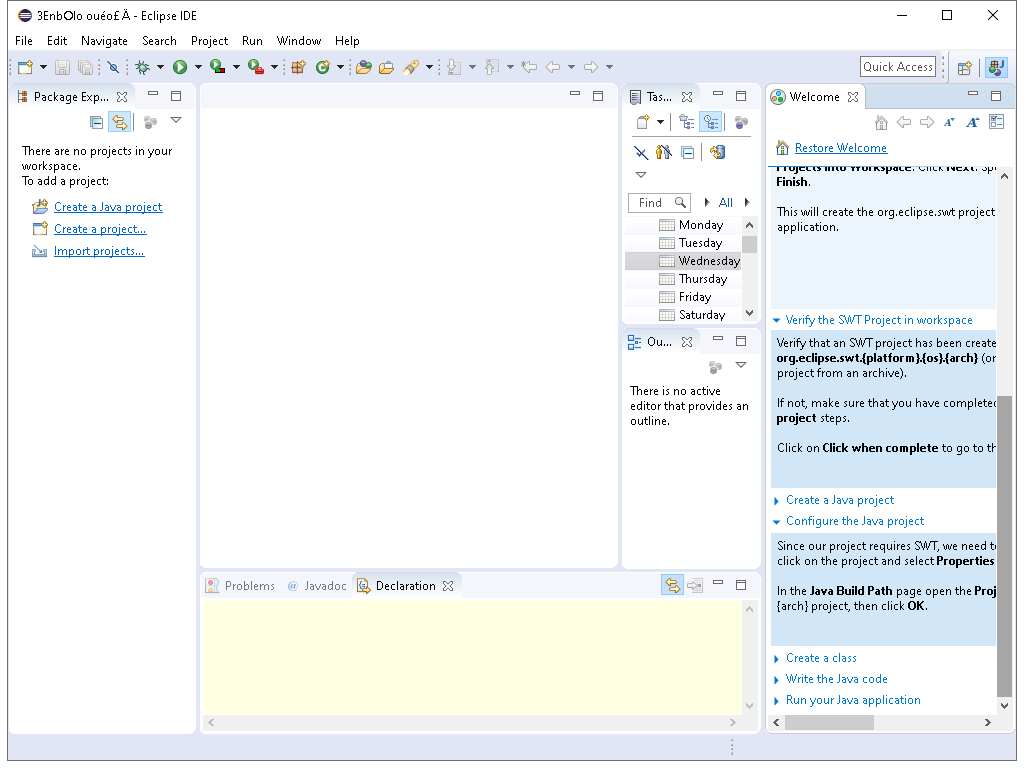 3EnbOlo ouéo£Ä - Eclipse IDE
File Edit Navigate Search Project Run Window Help
Quick Access
Package Exp...
There are no projects in your
workspace.
To add a project:
Create a Java project
Create a project...
Import projects...
Tas...
Find
All
Monday
Tuesday
Wednesday
Thursday
Friday
Saturday
Ou...
There is no active
editor that provides an
outline.
Problems @ Javadoc Declaration
Welcome
Restore Welcome
Projects into Workspace. Click Next. Sp
Finish.
This will create the org.eclipse.swt project
application.
Verify the SWT Project in workspace
Verify that an SWT project has been create
org.eclipse.swt.{platform}.{os}.{arch} (or
project from an archive).
If not, make sure that you have completed
project steps.
Click on Click when complete to go to th
Create a Java project
Configure the Java project
Since our project requires SWT, we need to
click on the project and select Properties
In the Java Build Path page open the Proj
{arch} project, then click OK.
Create a class
Write the Java code
Run your Java application